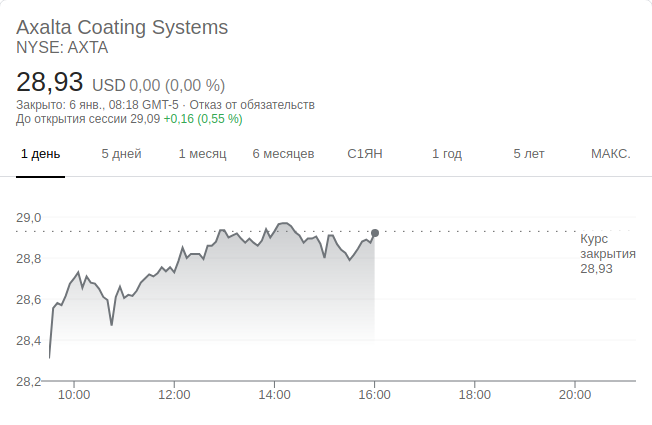 Axalta Coating Systems
NYSE: AXTA
28,93 USD 0,00 (0,00 %)
Закрыто: 6 янв., 08:18 GMT-5 · Отказ от обязательств
До открытия сессии 29,09 +0,16 (0,55 %)
1 день 5 дней 1 месяц 6 месяцев С1ЯН 1 год 5 лет МАКС.
29,0
28,8
28,6
28,4
28,2
Курс
закрытия
28,93
10:00 12:00 14:00 16:00 18:00 20:00